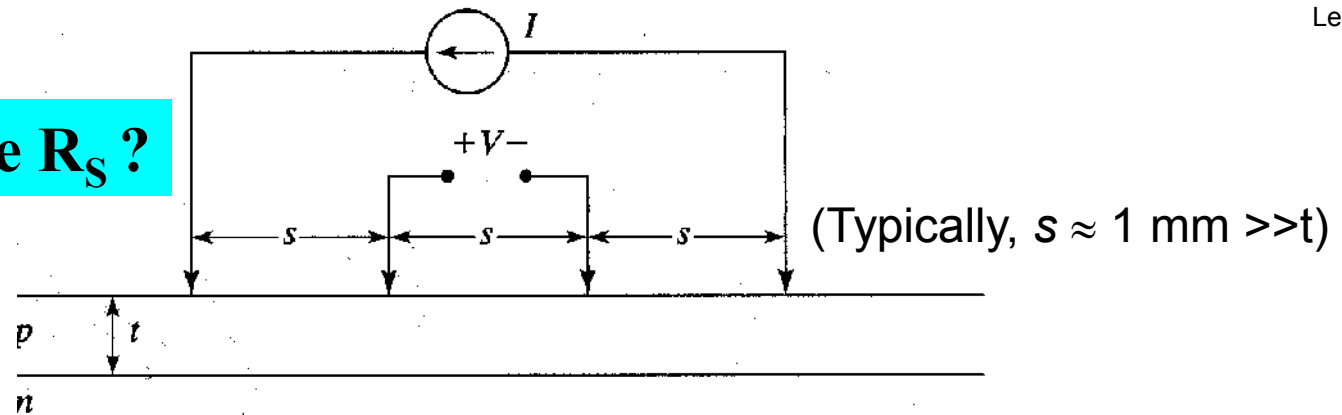 Le
I
e R_S ?
+V−
s s s
(Typically, s ≈ 1 mm >>t)
p t
n